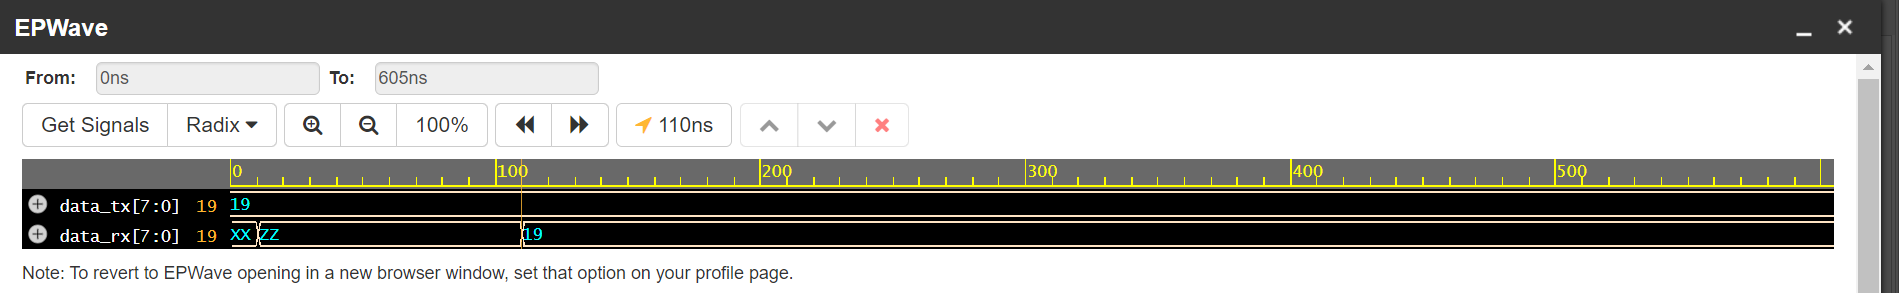 EPWave
From: 0ns To: 605ns
Get Signals Radix 100% 110ns
0 100 200 300 400 500
data_tx[7:0] 19 19
data_rx[7:0] 19 XX ZZ 19
Note: To revert to EPWave opening in a new browser window, set that option on your profile page.